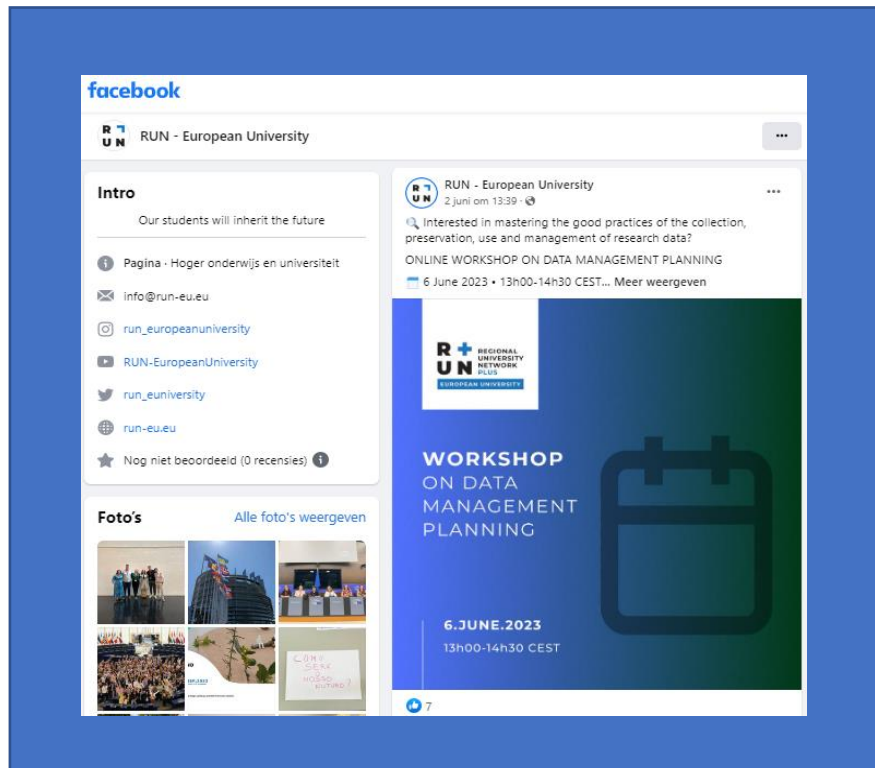 facebook
R
U N
RUN - European University
...
Intro
Our students will inherit the future
Pagina · Hoger onderwijs en universiteit
info@run-eu.eu
run_europeanuniversity
RUN-EuropeanUniversity
run_euniversity
run-eu.eu
Nog niet beoordeeld (0 recensies)
Foto's
Alle foto's weergeven
COMO
SERÁ
NOSSO
FUTURO?
R
U N
RUN - European University
2 juni om 13:39 ·
...
Interested in mastering the good practices of the collection,
preservation, use and management of research data?
ONLINE WORKSHOP ON DATA MANAGEMENT PLANNING
6 June 2023 • 13h00-14h30 CEST... Meer weergeven
R + REGIONAL
UNIVERSITY
U N NETWORK
PLUS
EUROPEAN UNIVERSITY
WORKSHOP
ON DATA
MANAGEMENT
PLANNING
6.JUNE.2023
13h00-14h30 CEST
7